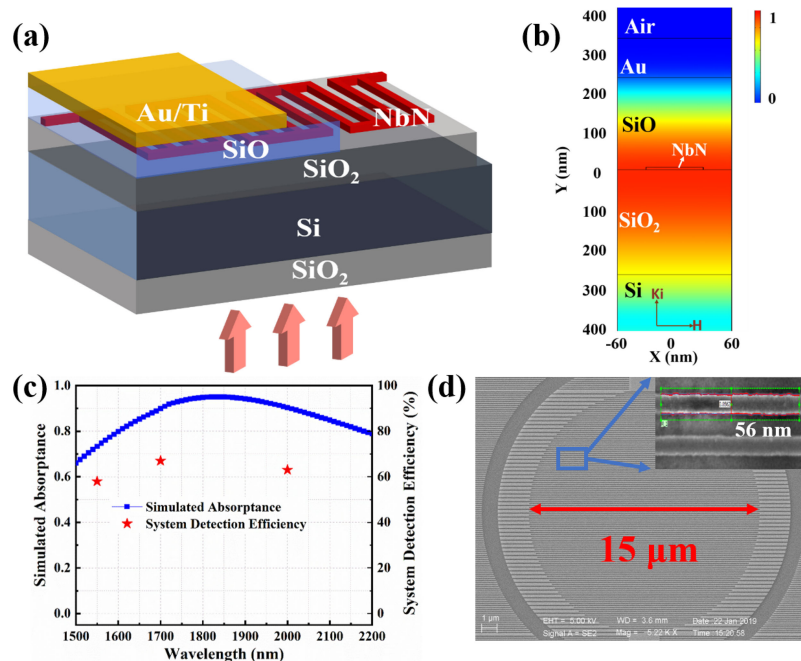 (a)
Au/Ti
NbN
SiO
SiO2
Si
SiO2
(b)
400
300
200
100
0
100
200
300
400
Y (nm)
Air
Au
SiO
NbN
SiO2
Si
Ki
H
-60
0
60
X (nm)
1
0
(c)
1.0
0.8
0.6
0.4
0.2
0.0
Simulated Absorptance
100
80
60
40
20
0
System Detection Efficiency (%)
Simulated Absorptance
System Detection Efficiency
1500 1600 1700 1800 1900 2000 2100 2200
Wavelength (nm)
(d)
56 nm
15 μm
1 μm
EHT = 5.00 KV
WD = 3.6 mm
Date :22 Jan 2019
Signal A = SE2
Mag = 5.22 K X
Time :15:20:58